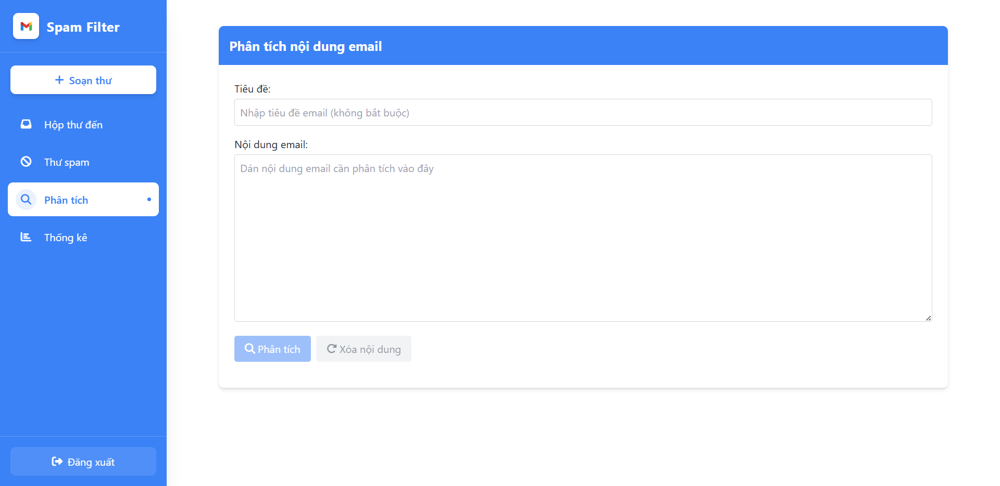 Spam Filter
Soạn thư
Hộp thư đến
Thư spam
Phân tích
Thống kê
Đăng xuất
Phân tích nội dung email
Tiêu đề:
Nhập tiêu đề email (không bắt buộc)
Nội dung email:
Dán nội dung email cần phân tích vào đây
Phân tích
Xóa nội dung